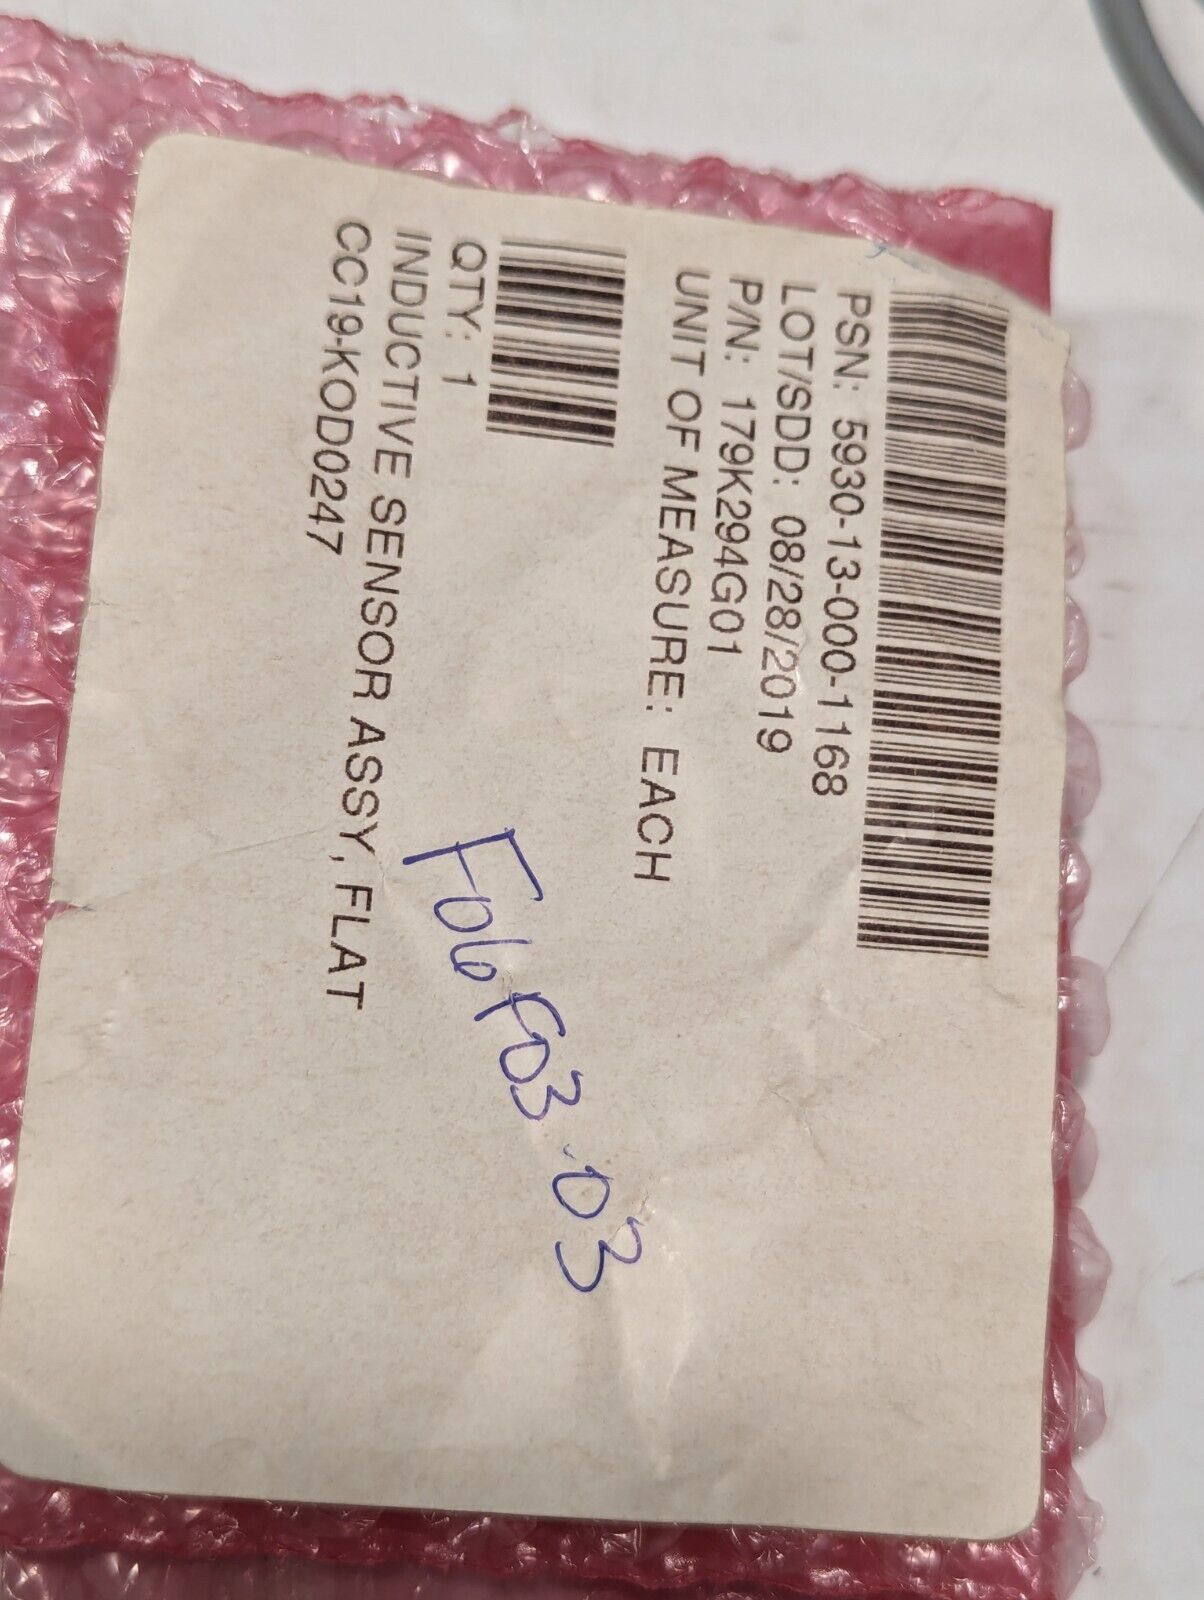 PSN: 5930-13-000-1168
LOT/SDD: 08/28/2019
P/N: 179K294G01
UNIT OF MEASURE: EACH
QTY: 1
INDUCTIVE SENSOR ASSY, FLAT
CC19-KOD0247
F06F03.03